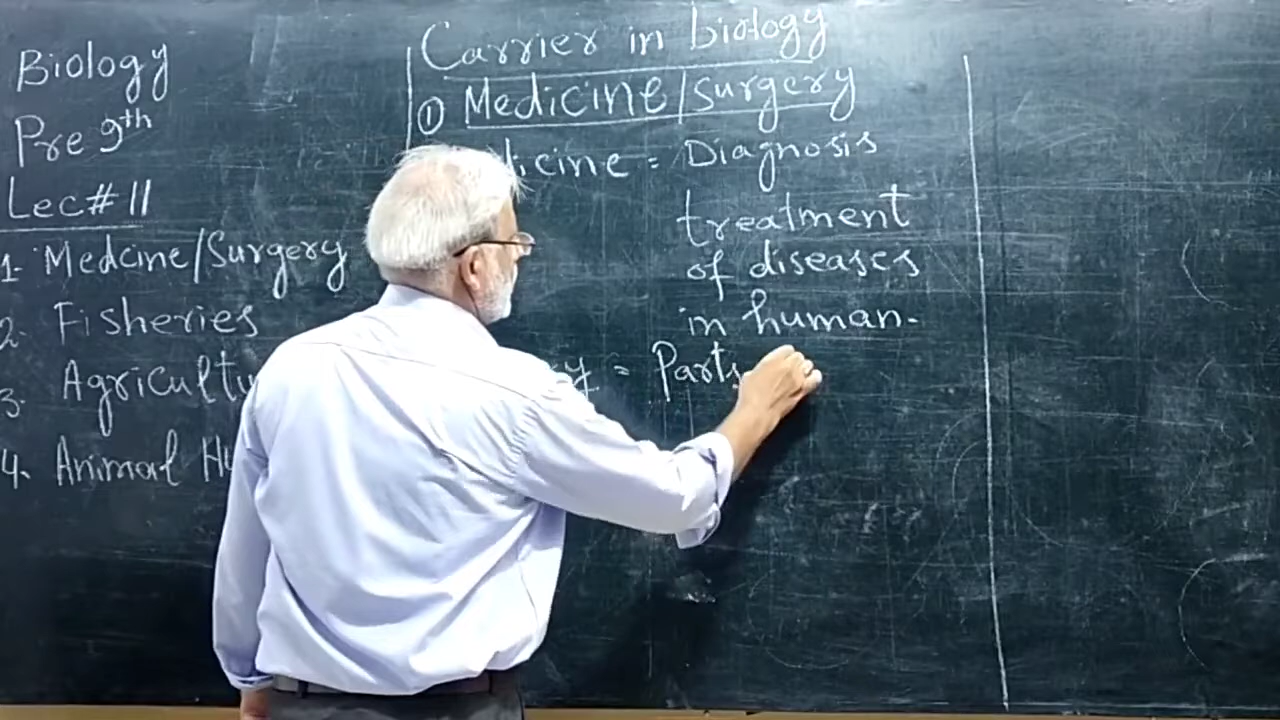 Biology
Pre 9th
Lec# 11
1- Medcine/Surgery
2- Fisheries
3- Agricultu
4. Animal Hu
Carrier in biology
① Medicine/surgery
dicine = Diagnosis
treatment
of diseases
in human.
y = Parts